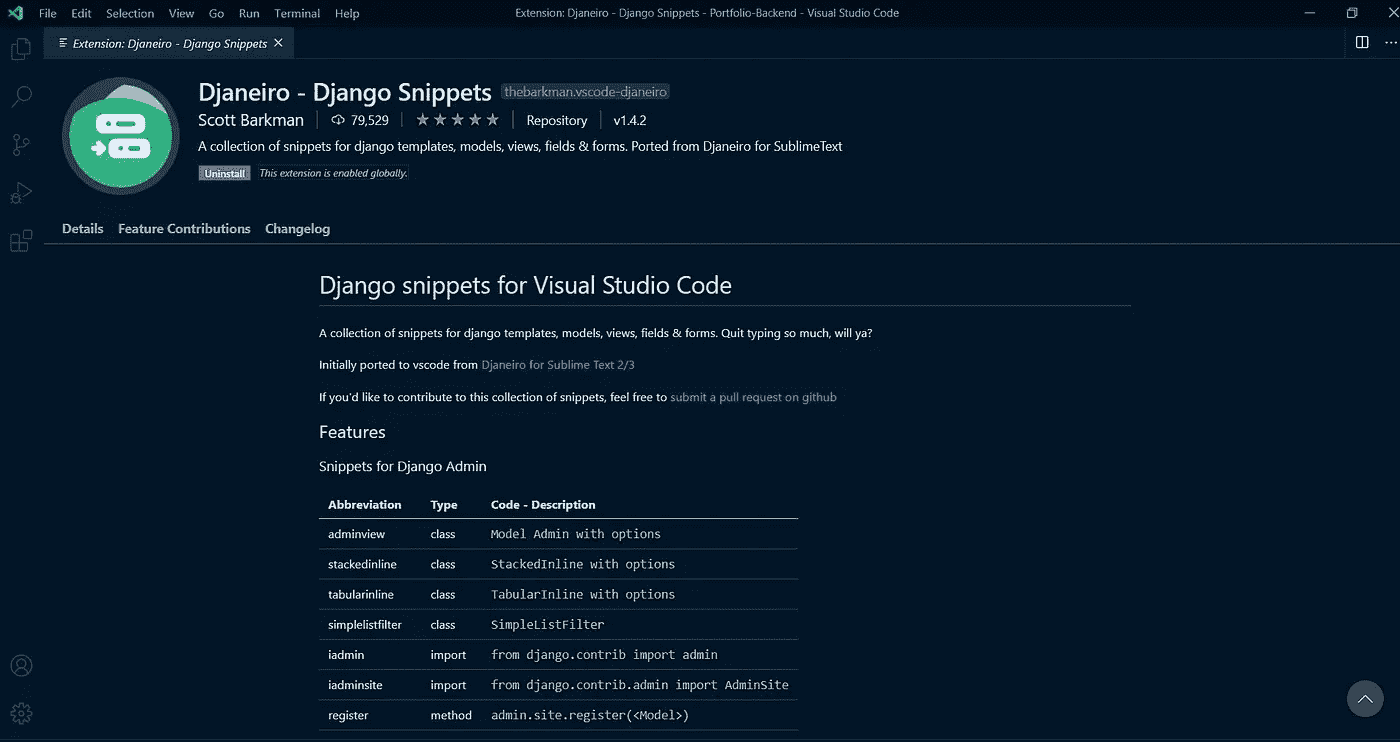 File Edit Selection View Go Run Terminal Help Extension: Djaneiro - Django Snippets - Portfolio-Backend - Visual Studio Code
Extension: Djaneiro - Django Snippets
Djaneiro - Django Snippets thebarkman.vscode-djaneiro
Scott Barkman 79,529 Repository v1.4.2
A collection of snippets for django templates, models, views, fields & forms. Ported from Djaneiro for SublimeText
Uninstall This extension is enabled globally.
Details Feature Contributions Changelog
Django snippets for Visual Studio Code
A collection of snippets for django templates, models, views, fields & forms. Quit typing so much, will ya?
Initially ported to vscode from Djaneiro for Sublime Text 2/3
If you'd like to contribute to this collection of snippets, feel free to submit a pull request on github
Features
Snippets for Django Admin
Abbreviation Type Code - Description
adminview class Model Admin with options
stackedinline class StackedInline with options
tabularinline class TabularInline with options
simplelistfilter class SimpleListFilter
iadmin import from django.contrib import admin
iadminsite import from django.contrib.admin import AdminSite
register method admin.site.register(<Model>)